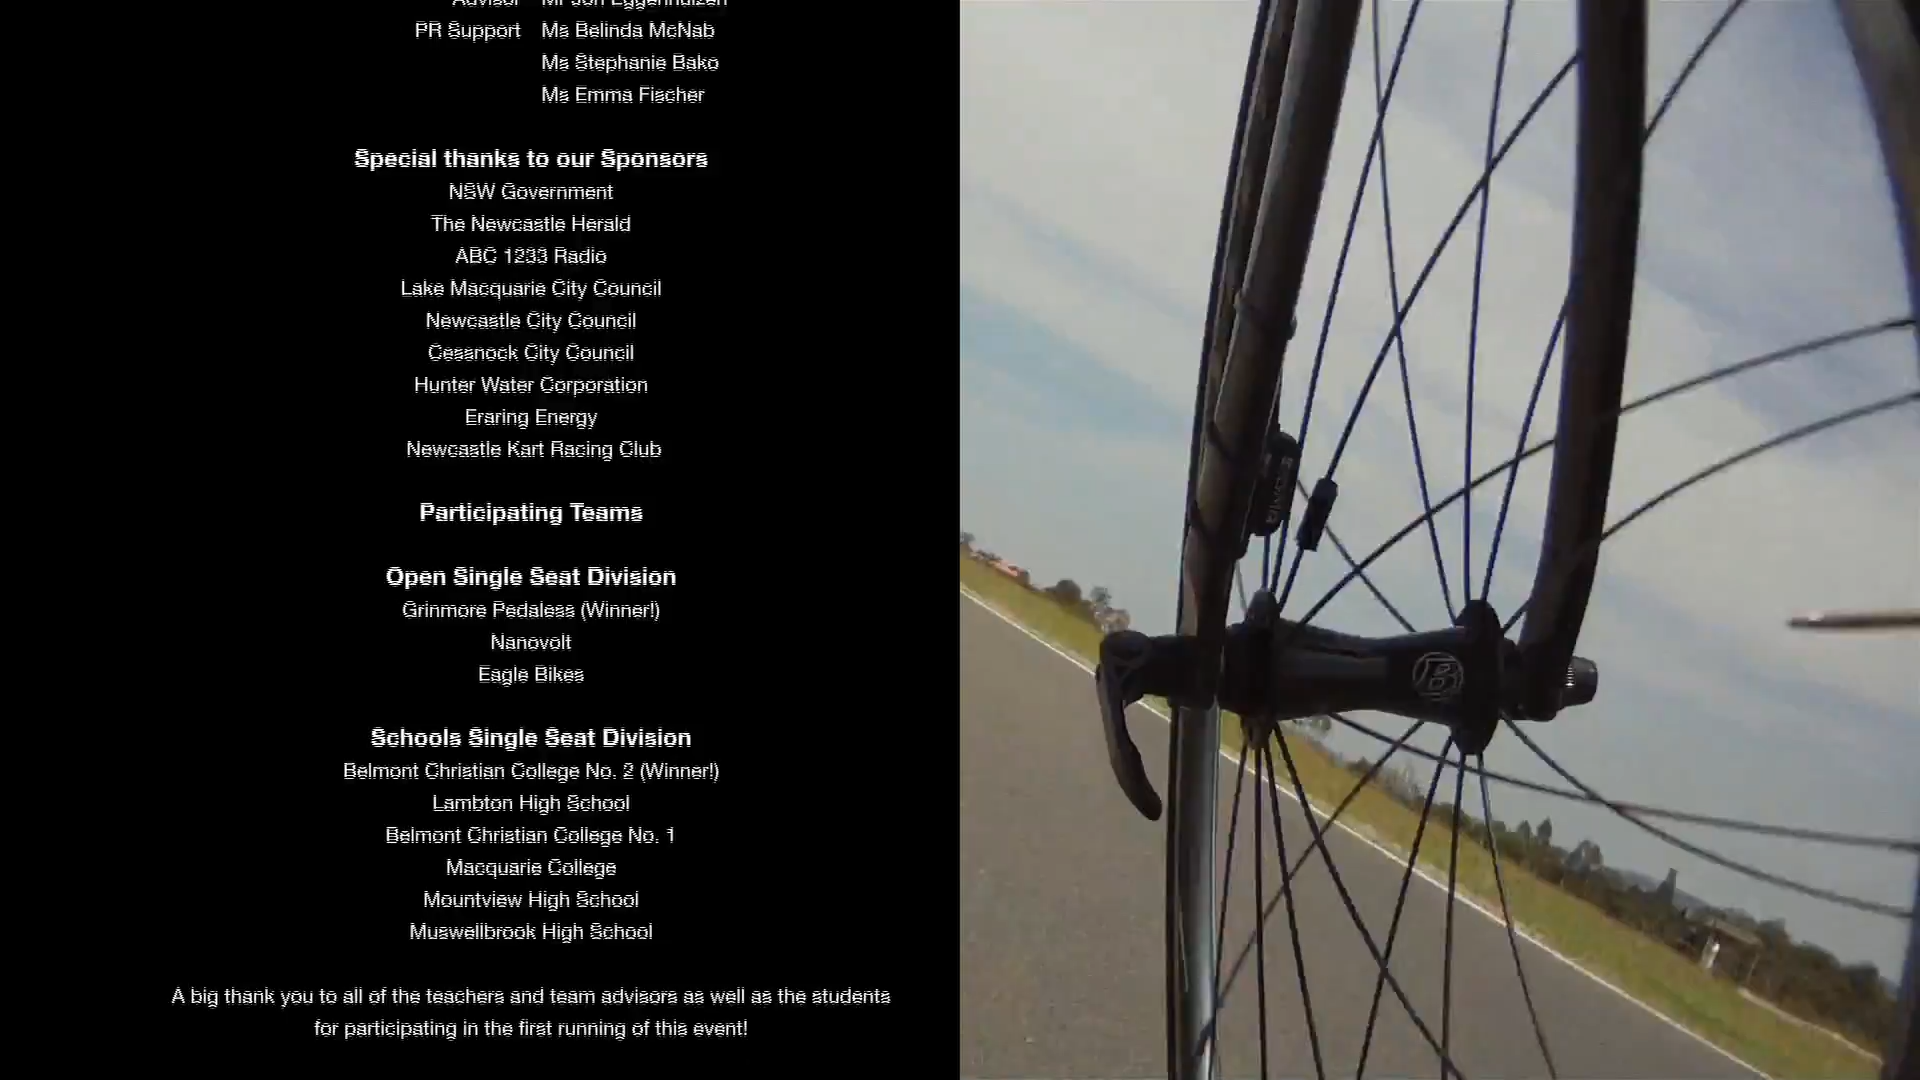 Advisor Mr Jon Eggenhuizen
PR Support Ms Belinda McNab
Ms Stephanie Bako
Ms Emma Fischer
Special thanks to our Sponsors
NSW Government
The Newcastle Herald
ABC 1233 Radio
Lake Macquarie City Council
Newcastle City Council
Cessnock City Council
Hunter Water Corporation
Eraring Energy
Newcastle Kart Racing Club
Participating Teams
Open Single Seat Division
Grinmore Pedaless (Winner!)
Nanovolt
Eagle Bikes
Schools Single Seat Division
Belmont Christian College No. 2 (Winner!)
Lambton High School
Belmont Christian College No. 1
Macquarie College
Mountview High School
Muswellbrook High School
A big thank you to all of the teachers and team advisors as well as the students
for participating in the first running of this event!